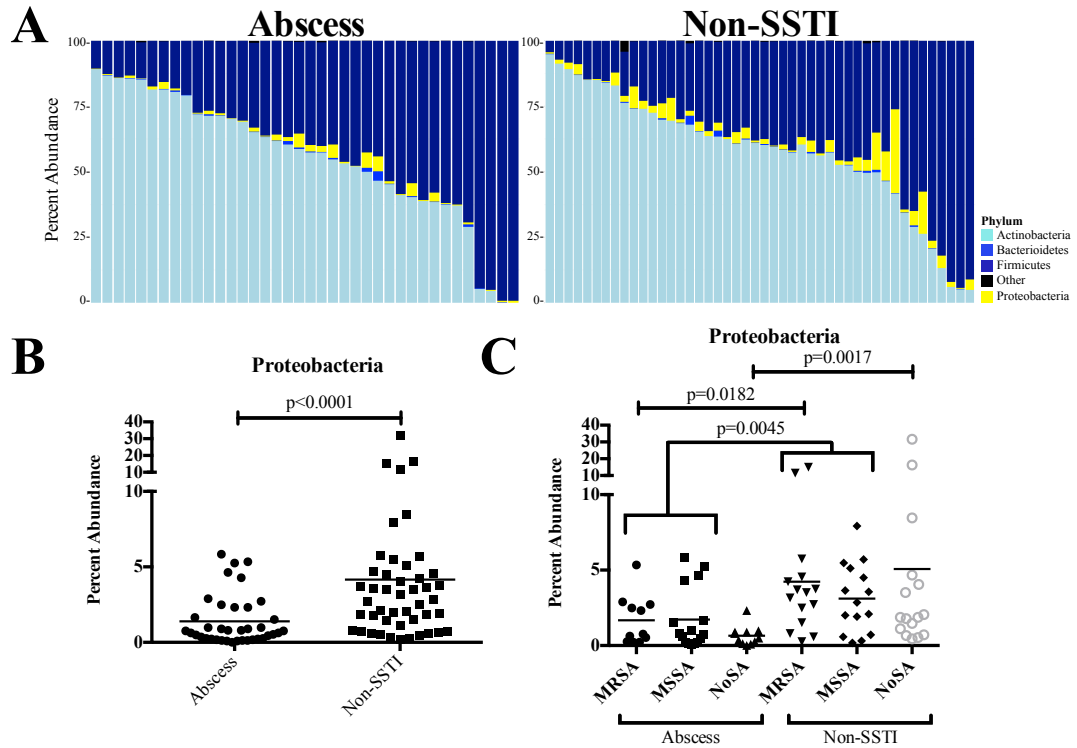 A
Abscess
Non-SSTI
Percent Abundance
100-
75-
50-
25-
0-
100-
75-
50-
25-
0-
Phylum
Actinobacteria
Bacterioidetes
Firmicutes
Other
Proteobacteria
B
Proteobacteria
p<0.0001
Percent Abundance
40
30
20
10
10
5
0
Abscess
Non-SSTI
C
Proteobacteria
p=0.0017
p=0.0182
p=0.0045
Percent Abundance
40
30
20
10
10
5
0
MRSA
MSSA
NoSA
MRSA
MSSA
NoSA
Abscess
Non-SSTI